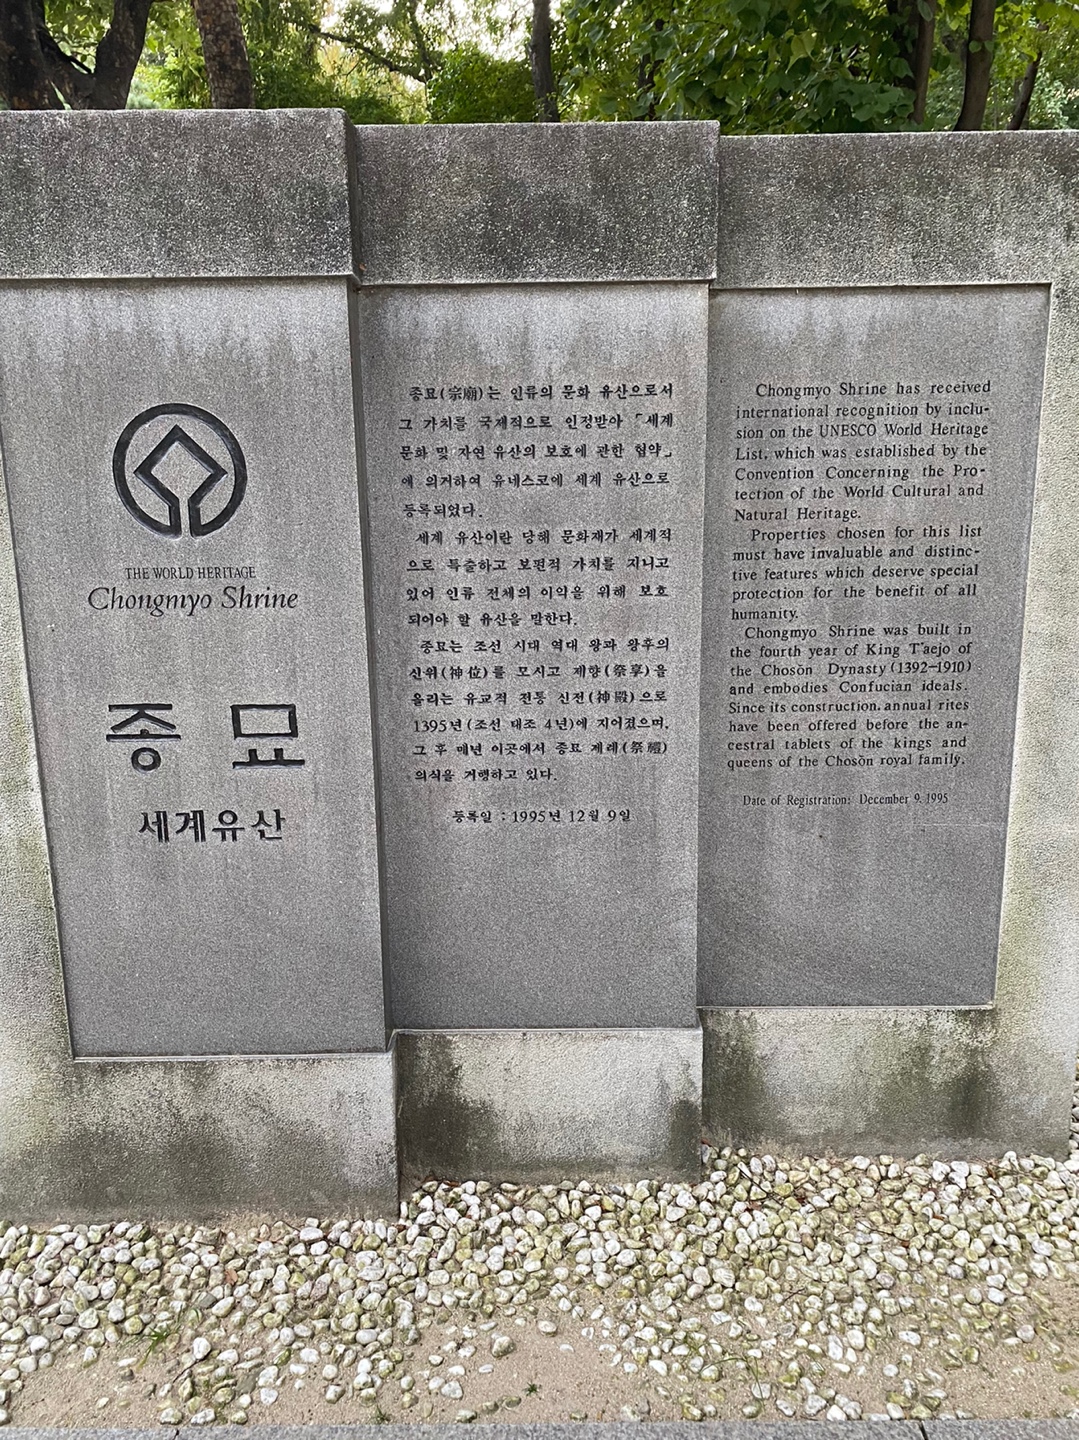 THE WORLD HERITAGE
Chongmyo Shrine
종묘
세계유산
종묘(宗廟)는 인류의 문화 유산으로서
그 가치를 국제적으로 인정받아 「세계
문화 및 자연 유산의 보호에 관한 협약」
에 의거하여 유네스코에 세계 유산으로
등록되었다.
세계 유산이란 당해 문화재가 세계적
으로 특출하고 보편적 가치를 지니고
있어 인류 전체의 이익을 위해 보호
되어야 할 유산을 말한다.
종묘는 조선 시대 역대 왕과 왕후의
신위(神位)를 모시고 제향(祭享)을
올리는 유교적 전통 신전(神殿)으로
1395년(조선 태조 4년)에 지어졌으며,
그 후 매년 이곳에서 종묘 제례(祭禮)
의식을 거행하고 있다.
등록일 : 1995년 12월 9일
Chongmyo Shrine has received
international recognition by inclu-
sion on the UNESCO World Heritage
List, which was established by the
Convention Concerning the Pro-
tection of the World Cultural and
Natural Heritage.
Properties chosen for this list
must have invaluable and distinc-
tive features which deserve special
protection for the benefit of all
humanity.
Chongmyo Shrine was built in
the fourth year of King T'aejo of
the Chosŏn Dynasty(1392-1910)
and embodies Confucian ideals.
Since its construction, annual rites
have been offered before the an-
cestral tablets of the kings and
queens of the Chosŏn royal family.
Date of Registration: December 9, 1995